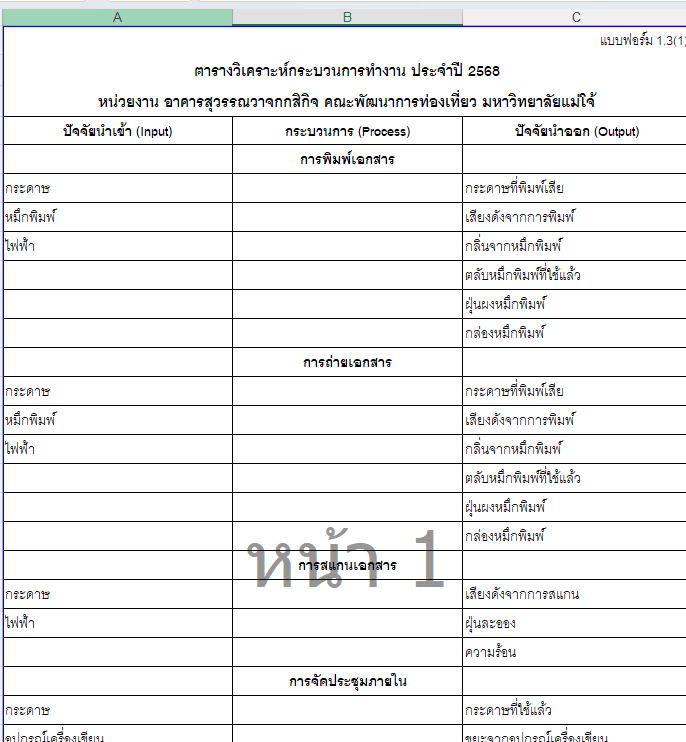 A B C
แบบฟอร์ม 1.3(1)
ตารางวิเคราะห์กระบวนการทำงาน ประจำปี 2568
หน่วยงาน อาคารสุวรรณวาจกกสิกิจ คณะพัฒนาการท่องเที่ยว มหาวิทยาลัยแม่โจ้
ปัจจัยนำเข้า (Input) กระบวนการ (Process) ปัจจัยนำออก (Output)
การพิมพ์เอกสาร
กระดาษ กระดาษที่พิมพ์เสีย
หมึกพิมพ์ เสียงดังจากการพิมพ์
ไฟฟ้า กลิ่นจากหมึกพิมพ์
ตลับหมึกพิมพ์ที่ใช้แล้ว
ฝุ่นผงหมึกพิมพ์
กล่องหมึกพิมพ์
การถ่ายเอกสาร
กระดาษ กระดาษที่พิมพ์เสีย
หมึกพิมพ์ เสียงดังจากการพิมพ์
ไฟฟ้า กลิ่นจากหมึกพิมพ์
ตลับหมึกพิมพ์ที่ใช้แล้ว
ฝุ่นผงหมึกพิมพ์
กล่องหมึกพิมพ์
หน้า 1
การสแกนเอกสาร
กระดาษ เสียงดังจากการสแกน
ไฟฟ้า ฝุ่นละออง
ความร้อน
การจัดประชุมภายใน
กระดาษ กระดาษที่ใช้แล้ว
อุปกรณ์เครื่องเขียน ขยะจากอุปกรณ์เครื่องเขียน